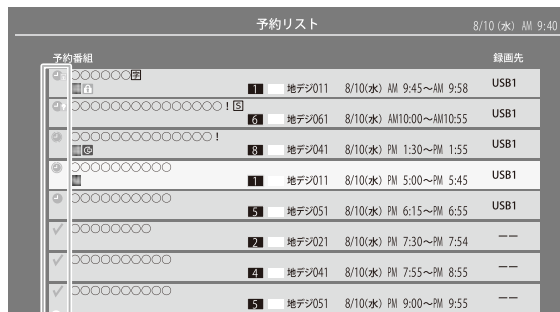 予約リスト 8/10 (水) AM 9:40
予約番組 録画先
○○○○○○字
1 地デジ011 8/10(水) AM 9:45～AM 9:58 USB1
○○○○○○○○○○○○○○○!S
6 地デジ061 8/10(水) AM10:00～AM10:55 USB1
○○○○○○○○○○○○○○!
8 地デジ041 8/10(水) PM 1:30～PM 1:55 USB1
○○○○○○○○○○
1 地デジ011 8/10(水) PM 5:00～PM 5:45 USB1
○○○○○○○○○○
5 地デジ051 8/10(水) PM 6:15～PM 6:55 USB1
○○○○○○○○
2 地デジ021 8/10(水) PM 7:30～PM 7:54 −−
○○○○○○○○○○
4 地デジ041 8/10(水) PM 7:55～PM 8:55 −−
○○○○○○○○○○
5 地デジ051 8/10(水) PM 9:00～PM 9:55 −−